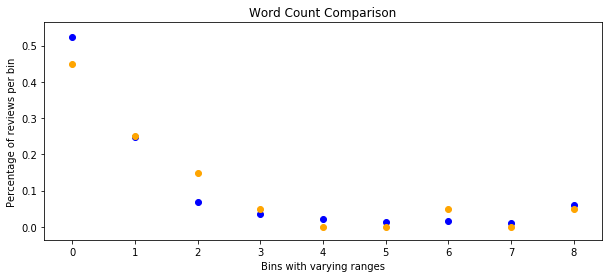 Word Count Comparison
Percentage of reviews per bin
0.5
0.4
0.3
0.2
0.1
0.0
0 1 2 3 4 5 6 7 8
Bins with varying ranges